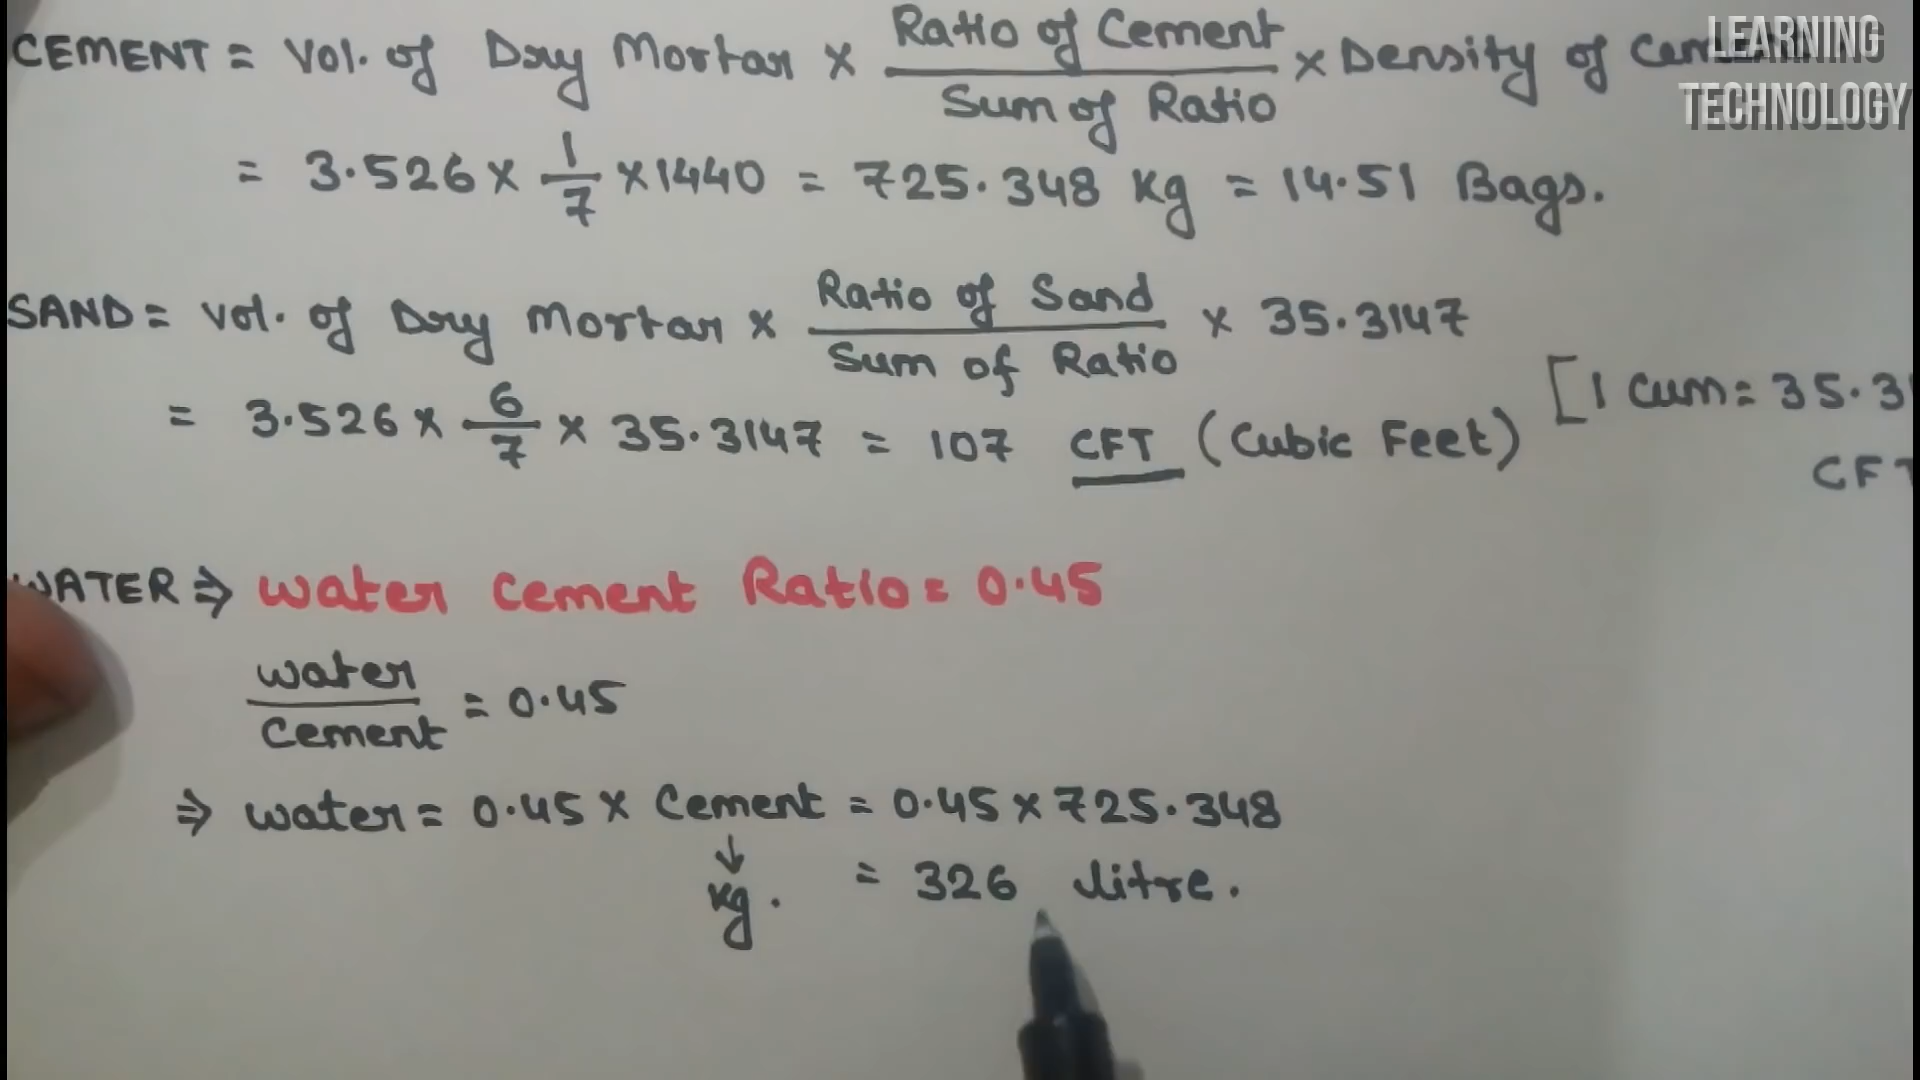 LEARNING
TECHNOLOGY
CEMENT = Vol. of Dry Mortar × Ratio of Cement / Sum of Ratio × Density of
= 3.526 × 1/7 × 1440 = 725.348 Kg = 14.51 Bags.
SAND = Vol. of Dry Mortar × Ratio of Sand / Sum of Ratio × 35.3147
= 3.526 × 6/7 × 35.3147 = 107 CFT (Cubic Feet) [1 Cum = 35.3
CFT
WATER ⇒ Water Cement Ratio = 0.45
Water / Cement = 0.45
⇒ Water = 0.45 × Cement = 0.45 × 725.348
↓
Kg. = 326 litre.